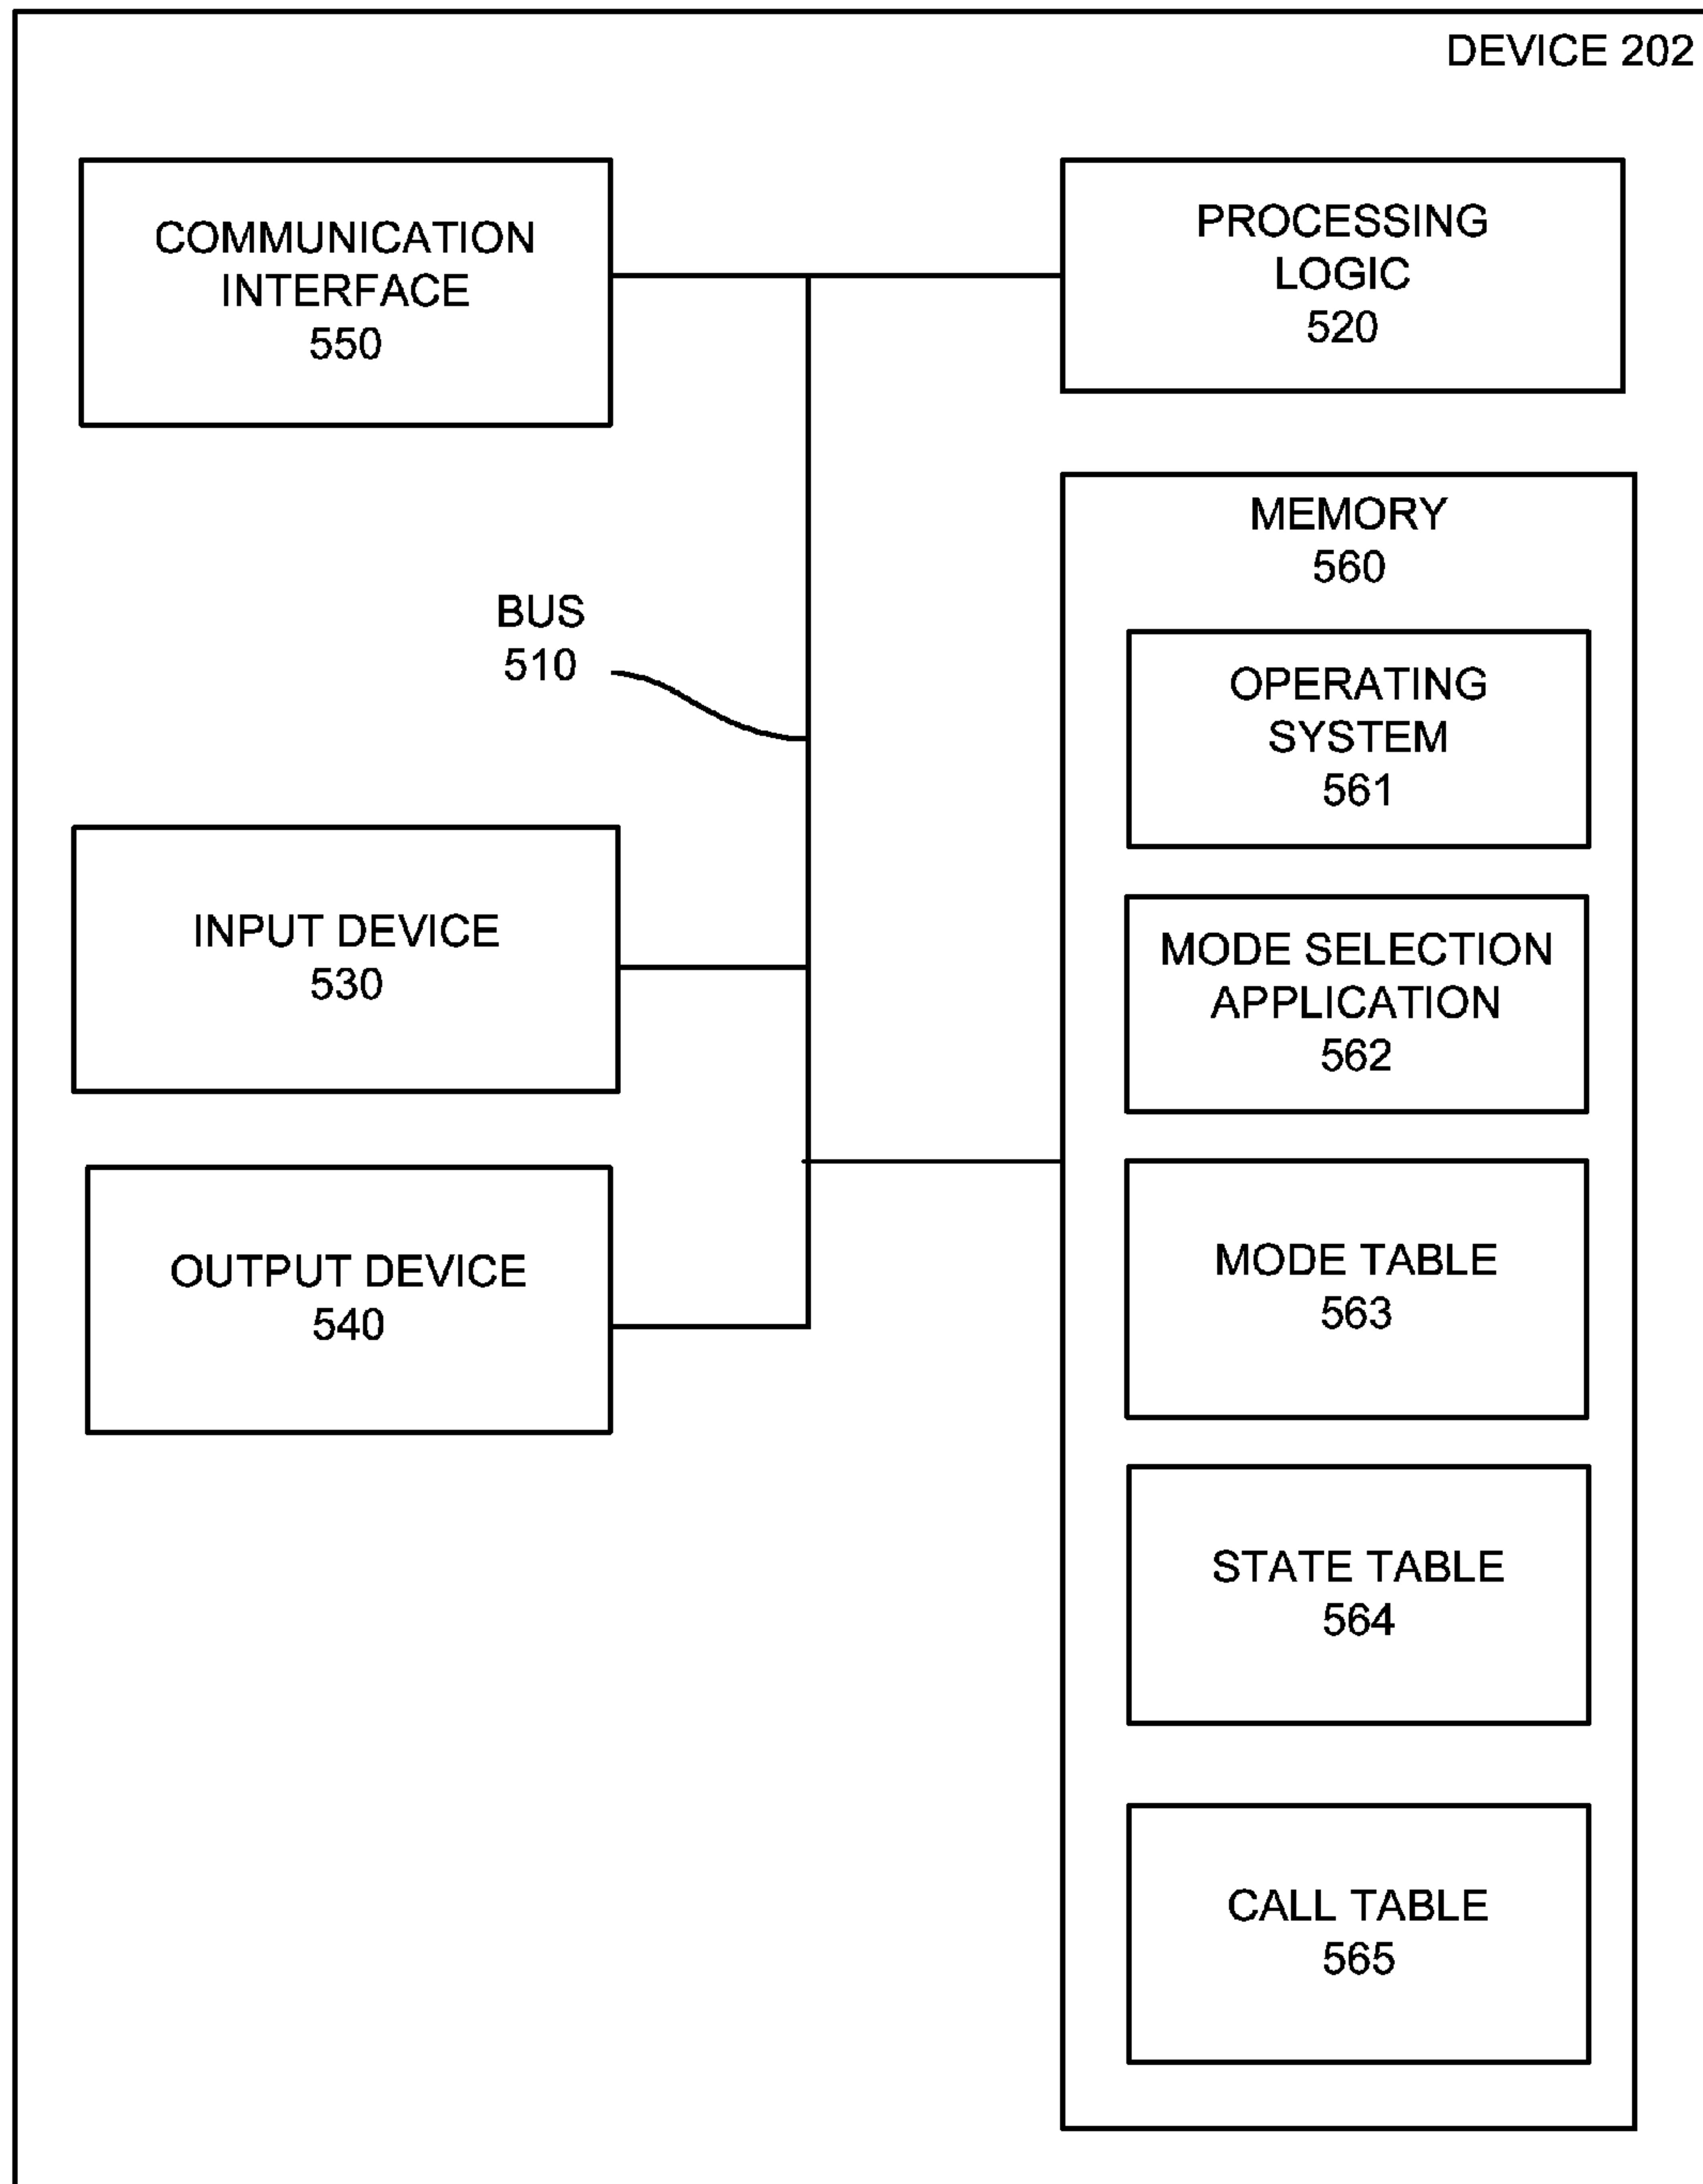 DEVICE 202
COMMUNICATION
INTERFACE
550
PROCESSING
LOGIC
520
BUS
510
MEMORY
560
OPERATING
SYSTEM
561
INPUT DEVICE
530
MODE SELECTION
APPLICATION
562
OUTPUT DEVICE
540
MODE TABLE
563
STATE TABLE
564
CALL TABLE
565